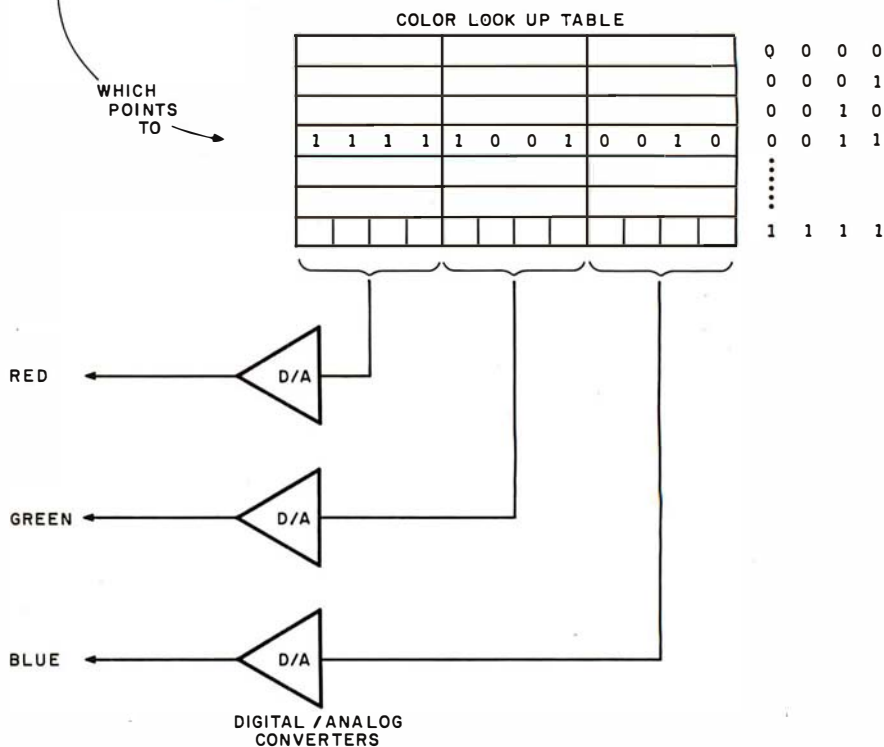 COLOR LOOK UP TABLE
0 0 0 0
0 0 0 1
WHICH
POINTS
TO
0 0 1 0
1 1 1 1 1 0 0 1 0 0 1 0 0 0 1 1
1 1 1 1
RED
D/A
GREEN
D/A
BLUE
D/A
DIGITAL / ANALOG
CONVERTERS